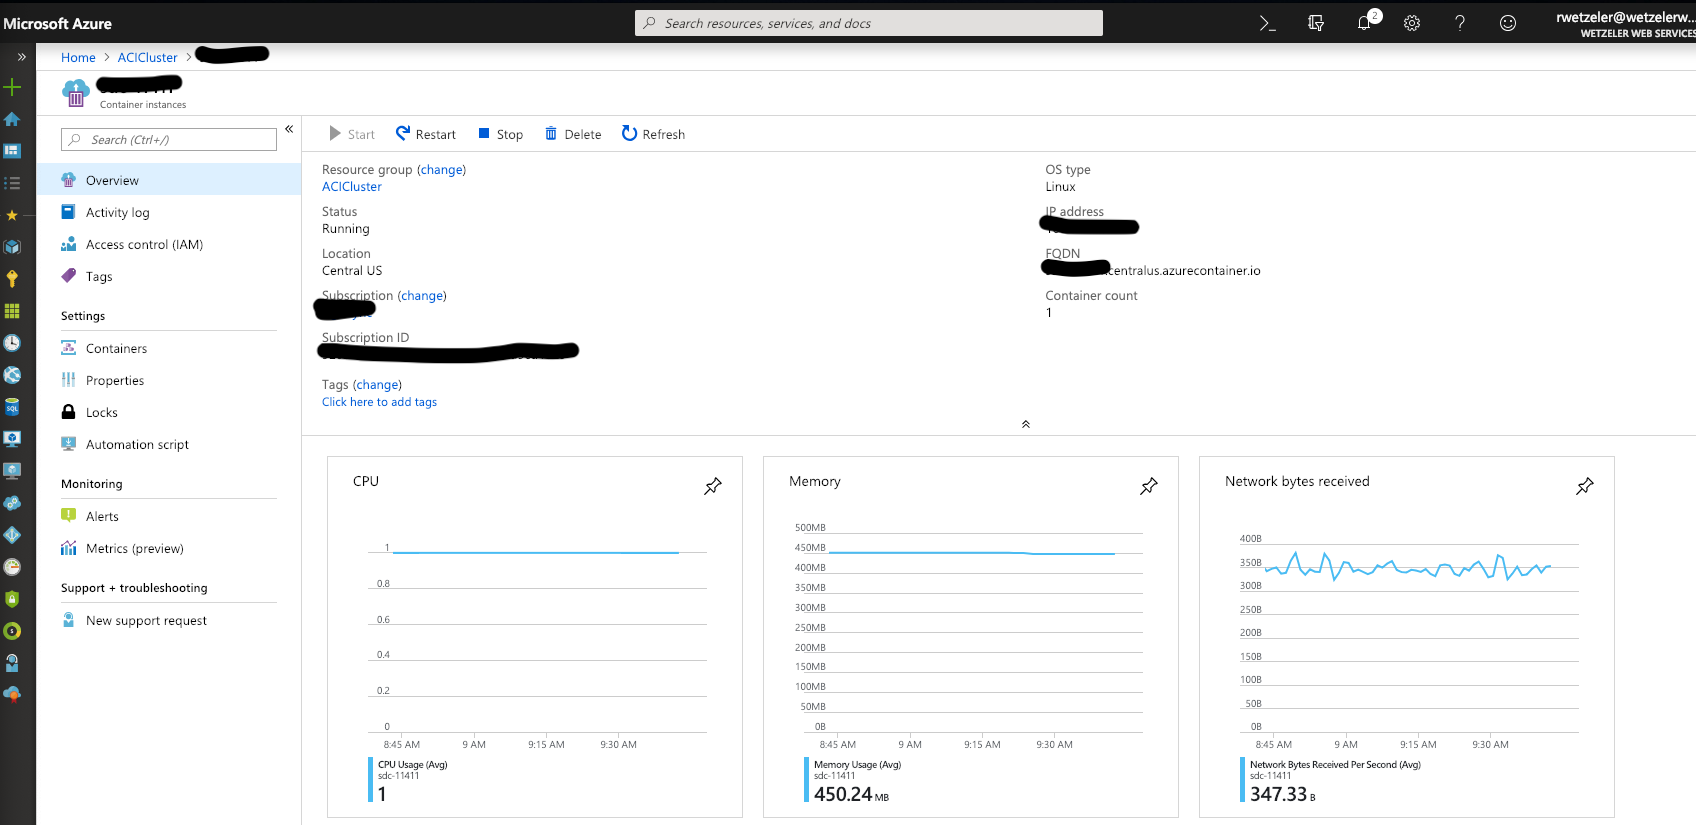 Microsoft Azure
Search resources, services, and docs
2
rwetzeler@wetzelerw...
WETZELER WEB SERVICES
Home > ACICluster >
Container instances
Search (Ctrl+/)
Overview
Activity log
Access control (IAM)
Tags
Settings
Containers
Properties
Locks
Automation script
Monitoring
Alerts
Metrics (preview)
Support + troubleshooting
New support request
Start
Restart
Stop
Delete
Refresh
Resource group (change)
ACICluster
Status
Running
Location
Central US
Subscription (change)
Subscription ID
Tags (change)
Click here to add tags
OS type
Linux
IP address
FQDN
.centralus.azurecontainer.io
Container count
1
CPU
1
0.8
0.6
0.4
0.2
0
8:45 AM
9 AM
9:15 AM
9:30 AM
CPU Usage (Avg)
sdc-11411
1
Memory
500MB
450MB
400MB
350MB
300MB
250MB
200MB
150MB
100MB
50MB
0B
8:45 AM
9 AM
9:15 AM
9:30 AM
Memory Usage (Avg)
sdc-11411
450.24 MB
Network bytes received
400B
350B
300B
250B
200B
150B
100B
50B
0B
8:45 AM
9 AM
9:15 AM
9:30 AM
Network Bytes Received Per Second (Avg)
sdc-11411
347.33 B